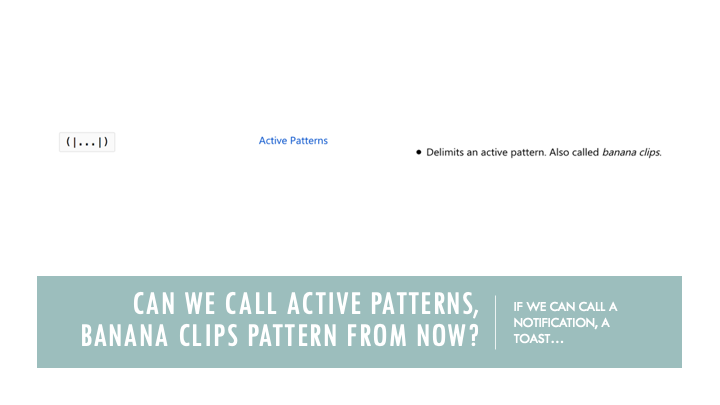 (|...|)
Active Patterns
• Delimits an active pattern. Also called banana clips.
CAN WE CALL ACTIVE PATTERNS,
BANANA CLIPS PATTERN FROM NOW?
IF WE CAN CALL A
NOTIFICATION, A
TOAST...